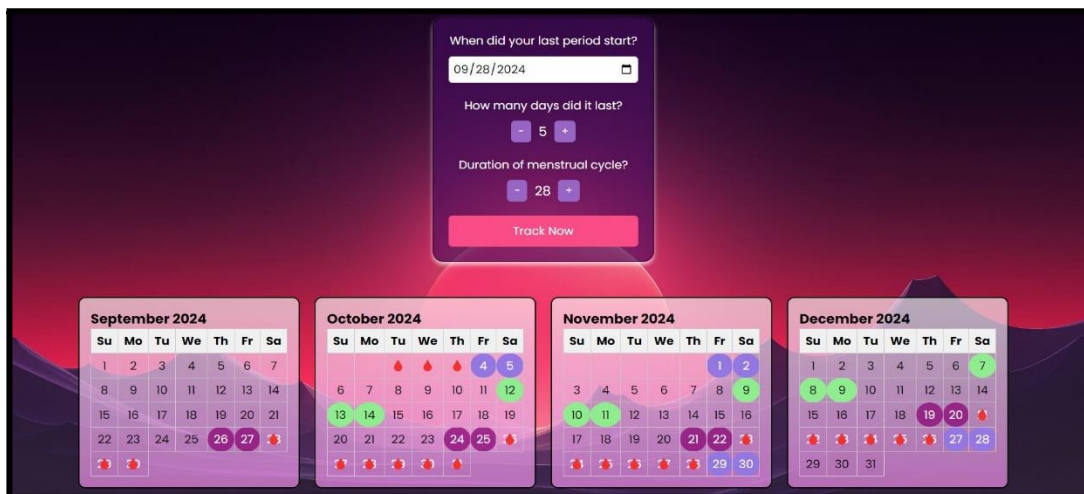 When did your last period start?
09/28/2024
How many days did it last?
- 5 +
Duration of menstrual cycle?
- 28 +
Track Now
September 2024
Su Mo Tu We Th Fr Sa
1 2 3 4 5 6 7
8 9 10 11 12 13 14
15 16 17 18 19 20 21
22 23 24 25 26 27
October 2024
Su Mo Tu We Th Fr Sa
4 5
6 7 8 9 10 11 12
13 14 15 16 17 18 19
20 21 22 23 24 25
November 2024
Su Mo Tu We Th Fr Sa
1 2
3 4 5 6 7 8 9
10 11 12 13 14 15 16
17 18 19 20 21 22
29 30
December 2024
Su Mo Tu We Th Fr Sa
1 2 3 4 5 6 7
8 9 10 11 12 13 14
15 16 17 18 19 20
27 28
29 30 31